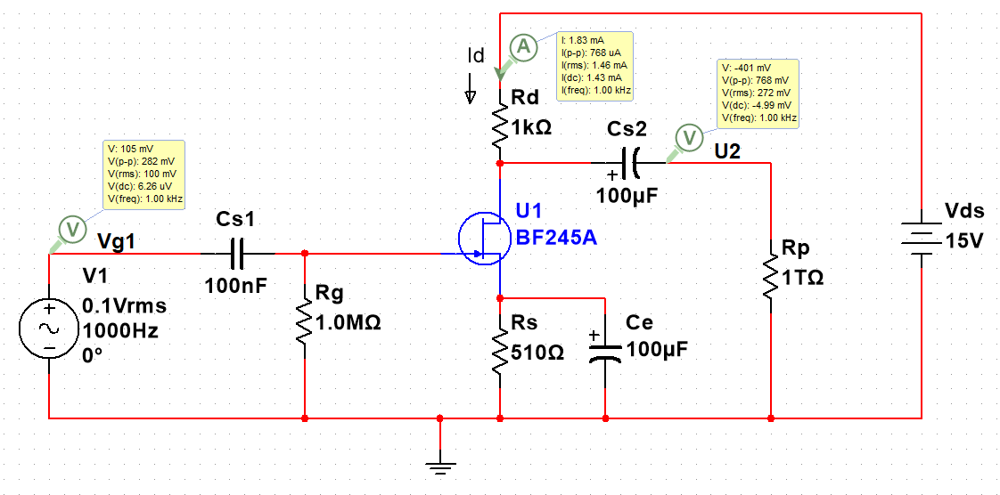 Id
A
I: 1.83 mA
I(p-p): 768 uA
I(rms): 1.46 mA
I(dc): 1.43 mA
I(freq): 1.00 kHz
Rd
1kΩ
V: -401 mV
V(p-p): 768 mV
V(rms): 272 mV
V(dc): -4.99 mV
V(freq): 1.00 kHz
Cs2
+
100µF
V
U2
V: 105 mV
V(p-p): 282 mV
V(rms): 100 mV
V(dc): 6.26 uV
V(freq): 1.00 kHz
V
Vg1
Cs1
100nF
U1
BF245A
Vds
15V
Rp
1TΩ
V1
0.1Vrms
1000Hz
0°
+
−
Rg
1.0MΩ
Rs
510Ω
+
Ce
100µF